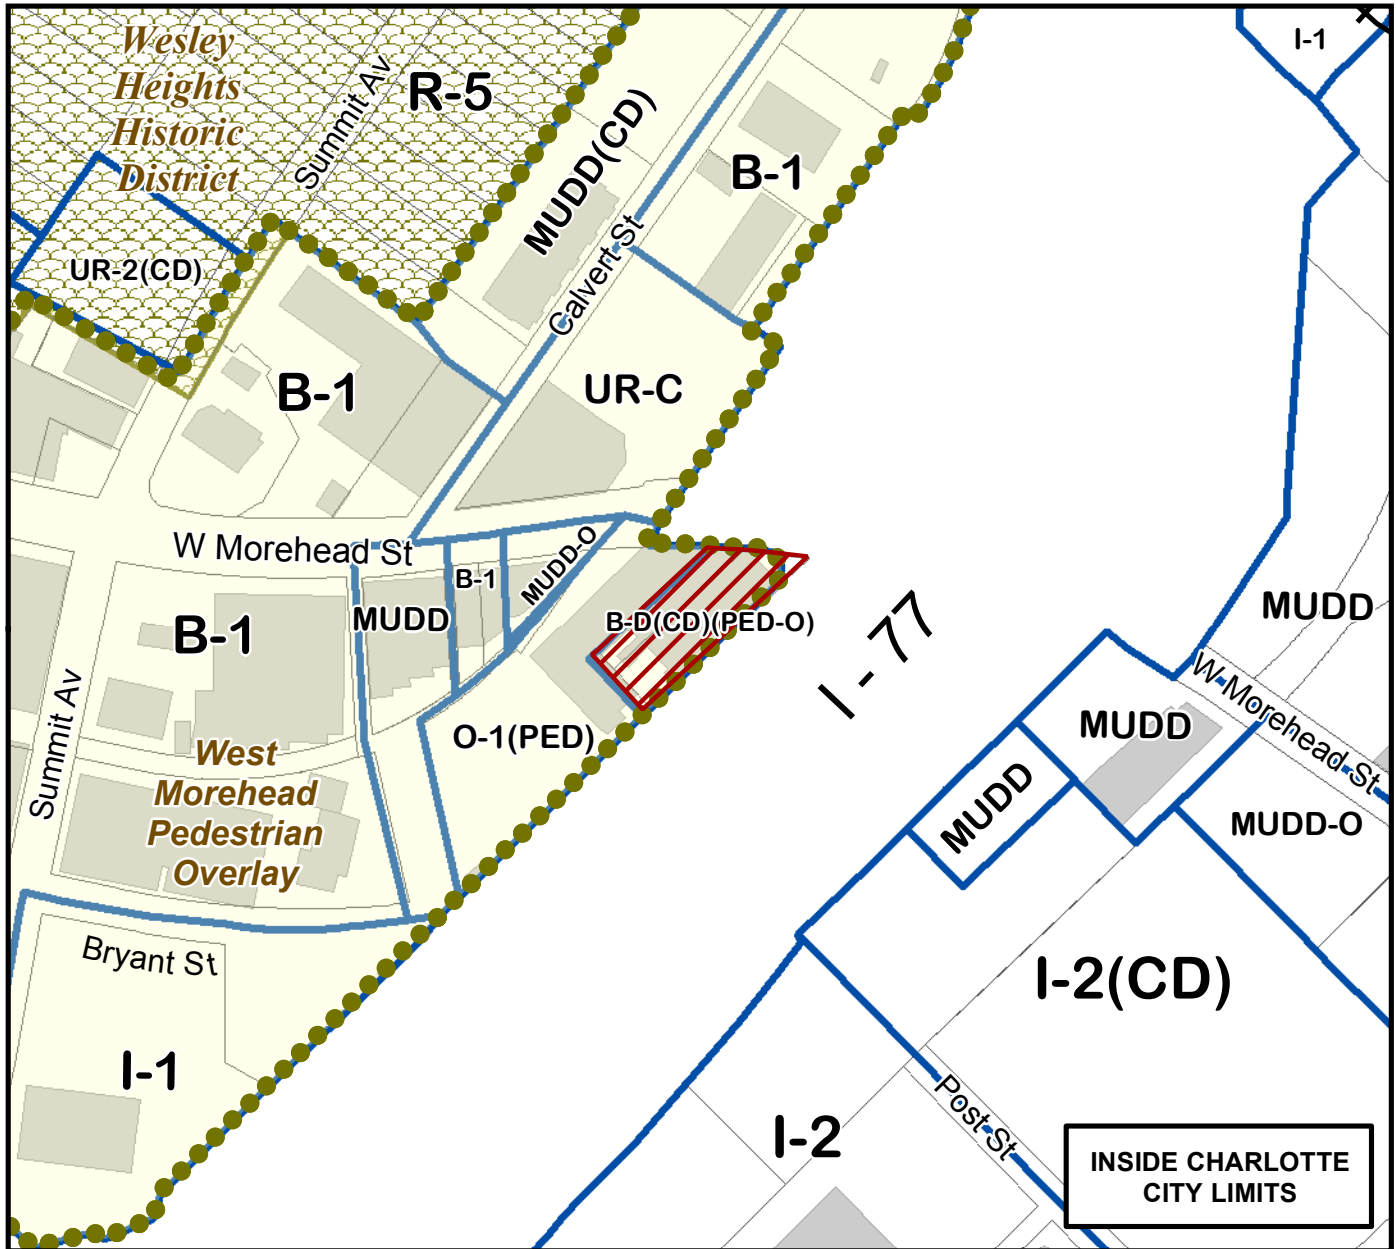 Wesley
Heights
Historic
District
Summit Av
R-5
MUDD(CD)
B-1
I-1
UR-2(CD)
Calvert St
B-1
UR-C
W Morehead St
B-1
MUDD-O
MUDD
B-1
B-D(CD)(PED-O)
I - 77
MUDD
W Morehead St
Summit Av
O-1(PED)
MUDD
West
Morehead
Pedestrian
Overlay
MUDD
MUDD-O
Bryant St
I-2(CD)
I-1
Post St
I-2
INSIDE CHARLOTTE
CITY LIMITS